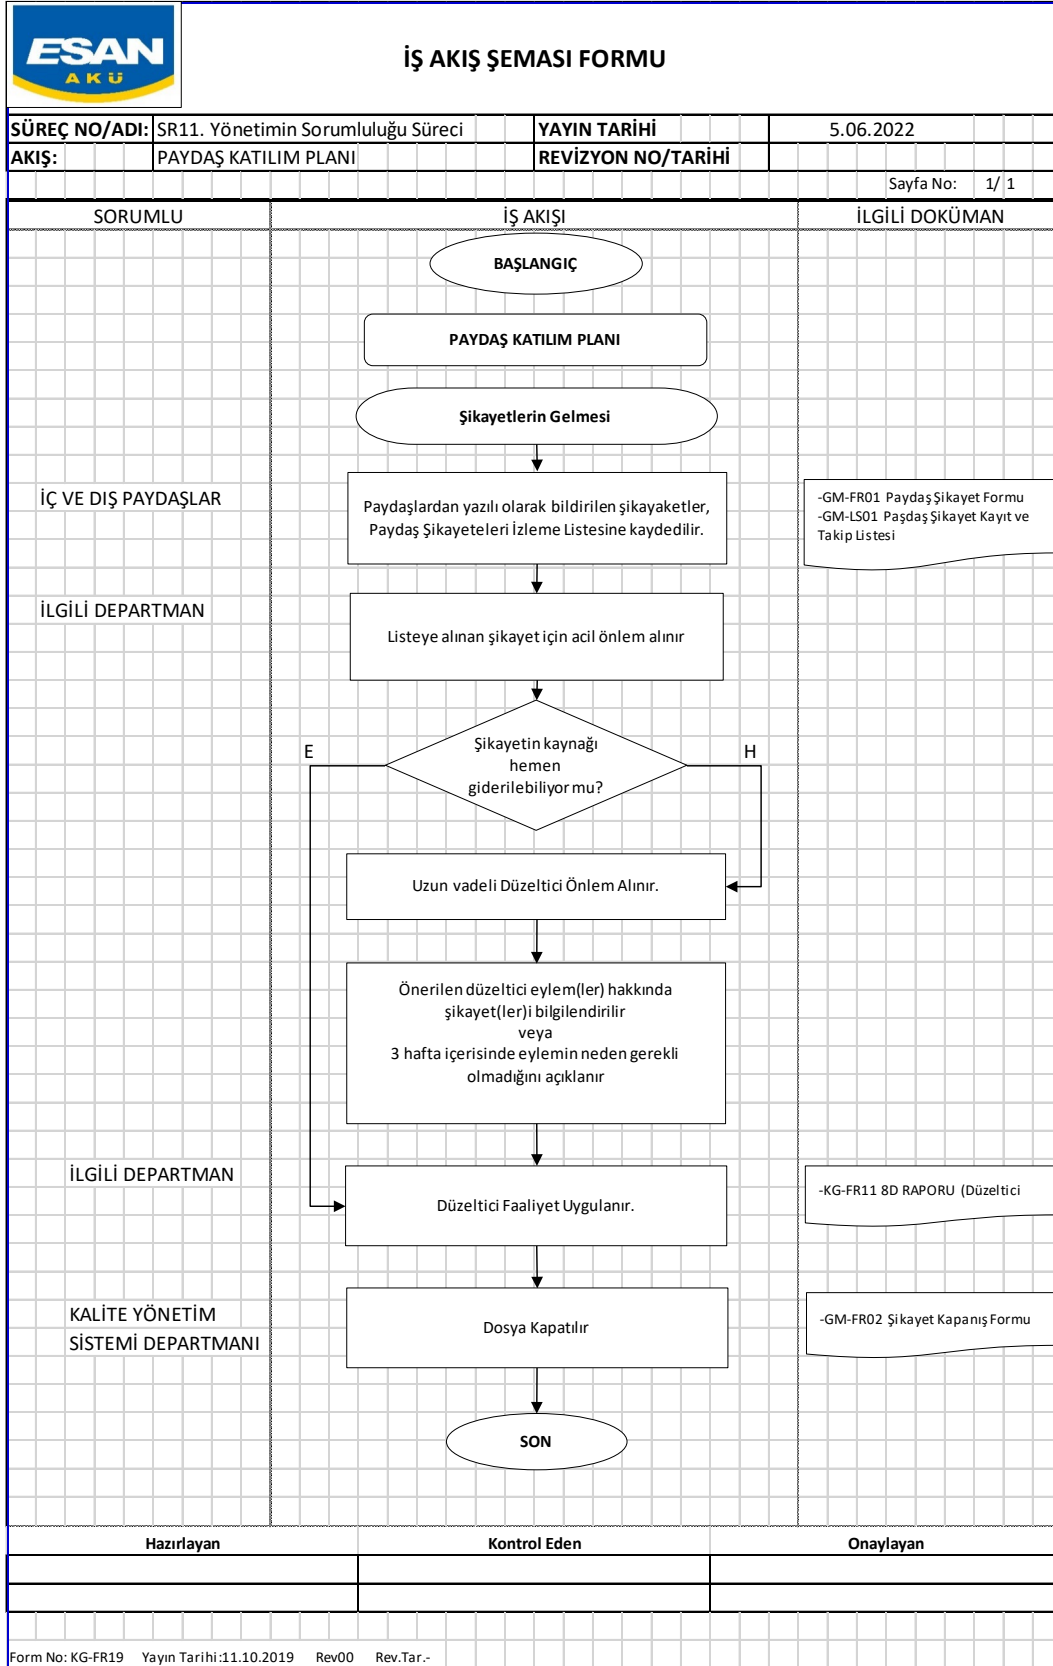 ESAN
AKÜ
İŞ AKIŞ ŞEMASI FORMU
SÜREÇ NO/ADI: SR11. Yönetimin Sorumluluğu Süreci YAYIN TARİHİ 5.06.2022
AKIŞ: PAYDAŞ KATILIM PLANI REVİZYON NO/TARİHİ
Sayfa No: 1/ 1
SORUMLU İŞ AKIŞI İLGİLİ DOKÜMAN
BAŞLANGIÇ
PAYDAŞ KATILIM PLANI
Şikayetlerin Gelmesi
İÇ VE DIŞ PAYDAŞLAR
Paydaşlardan yazılı olarak bildirilen şikayaketler,
Paydaş Şikayeteleri İzleme Listesine kaydedilir.
-GM-FR01 Paydaş Şikayet Formu
-GM-LS01 Paşdaş Şikayet Kayıt ve
Takip Listesi
İLGİLİ DEPARTMAN
Listeye alınan şikayet için acil önlem alınır
Şikayetin kaynağı
hemen
giderilebiliyor mu?
E
H
Uzun vadeli Düzeltici Önlem Alınır.
Önerilen düzeltici eylem(ler) hakkında
şikayet(ler)i bilgilendirilir
veya
3 hafta içerisinde eylemin neden gerekli
olmadığını açıklanır
İLGİLİ DEPARTMAN
Düzeltici Faaliyet Uygulanır.
-KG-FR11 8D RAPORU (Düzeltici
KALİTE YÖNETİM
SİSTEMİ DEPARTMANI
Dosya Kapatılır
-GM-FR02 Şikayet Kapanış Formu
SON
Hazırlayan Kontrol Eden Onaylayan
Form No: KG-FR19 Yayın Tarihi:11.10.2019 Rev00 Rev.Tar.-